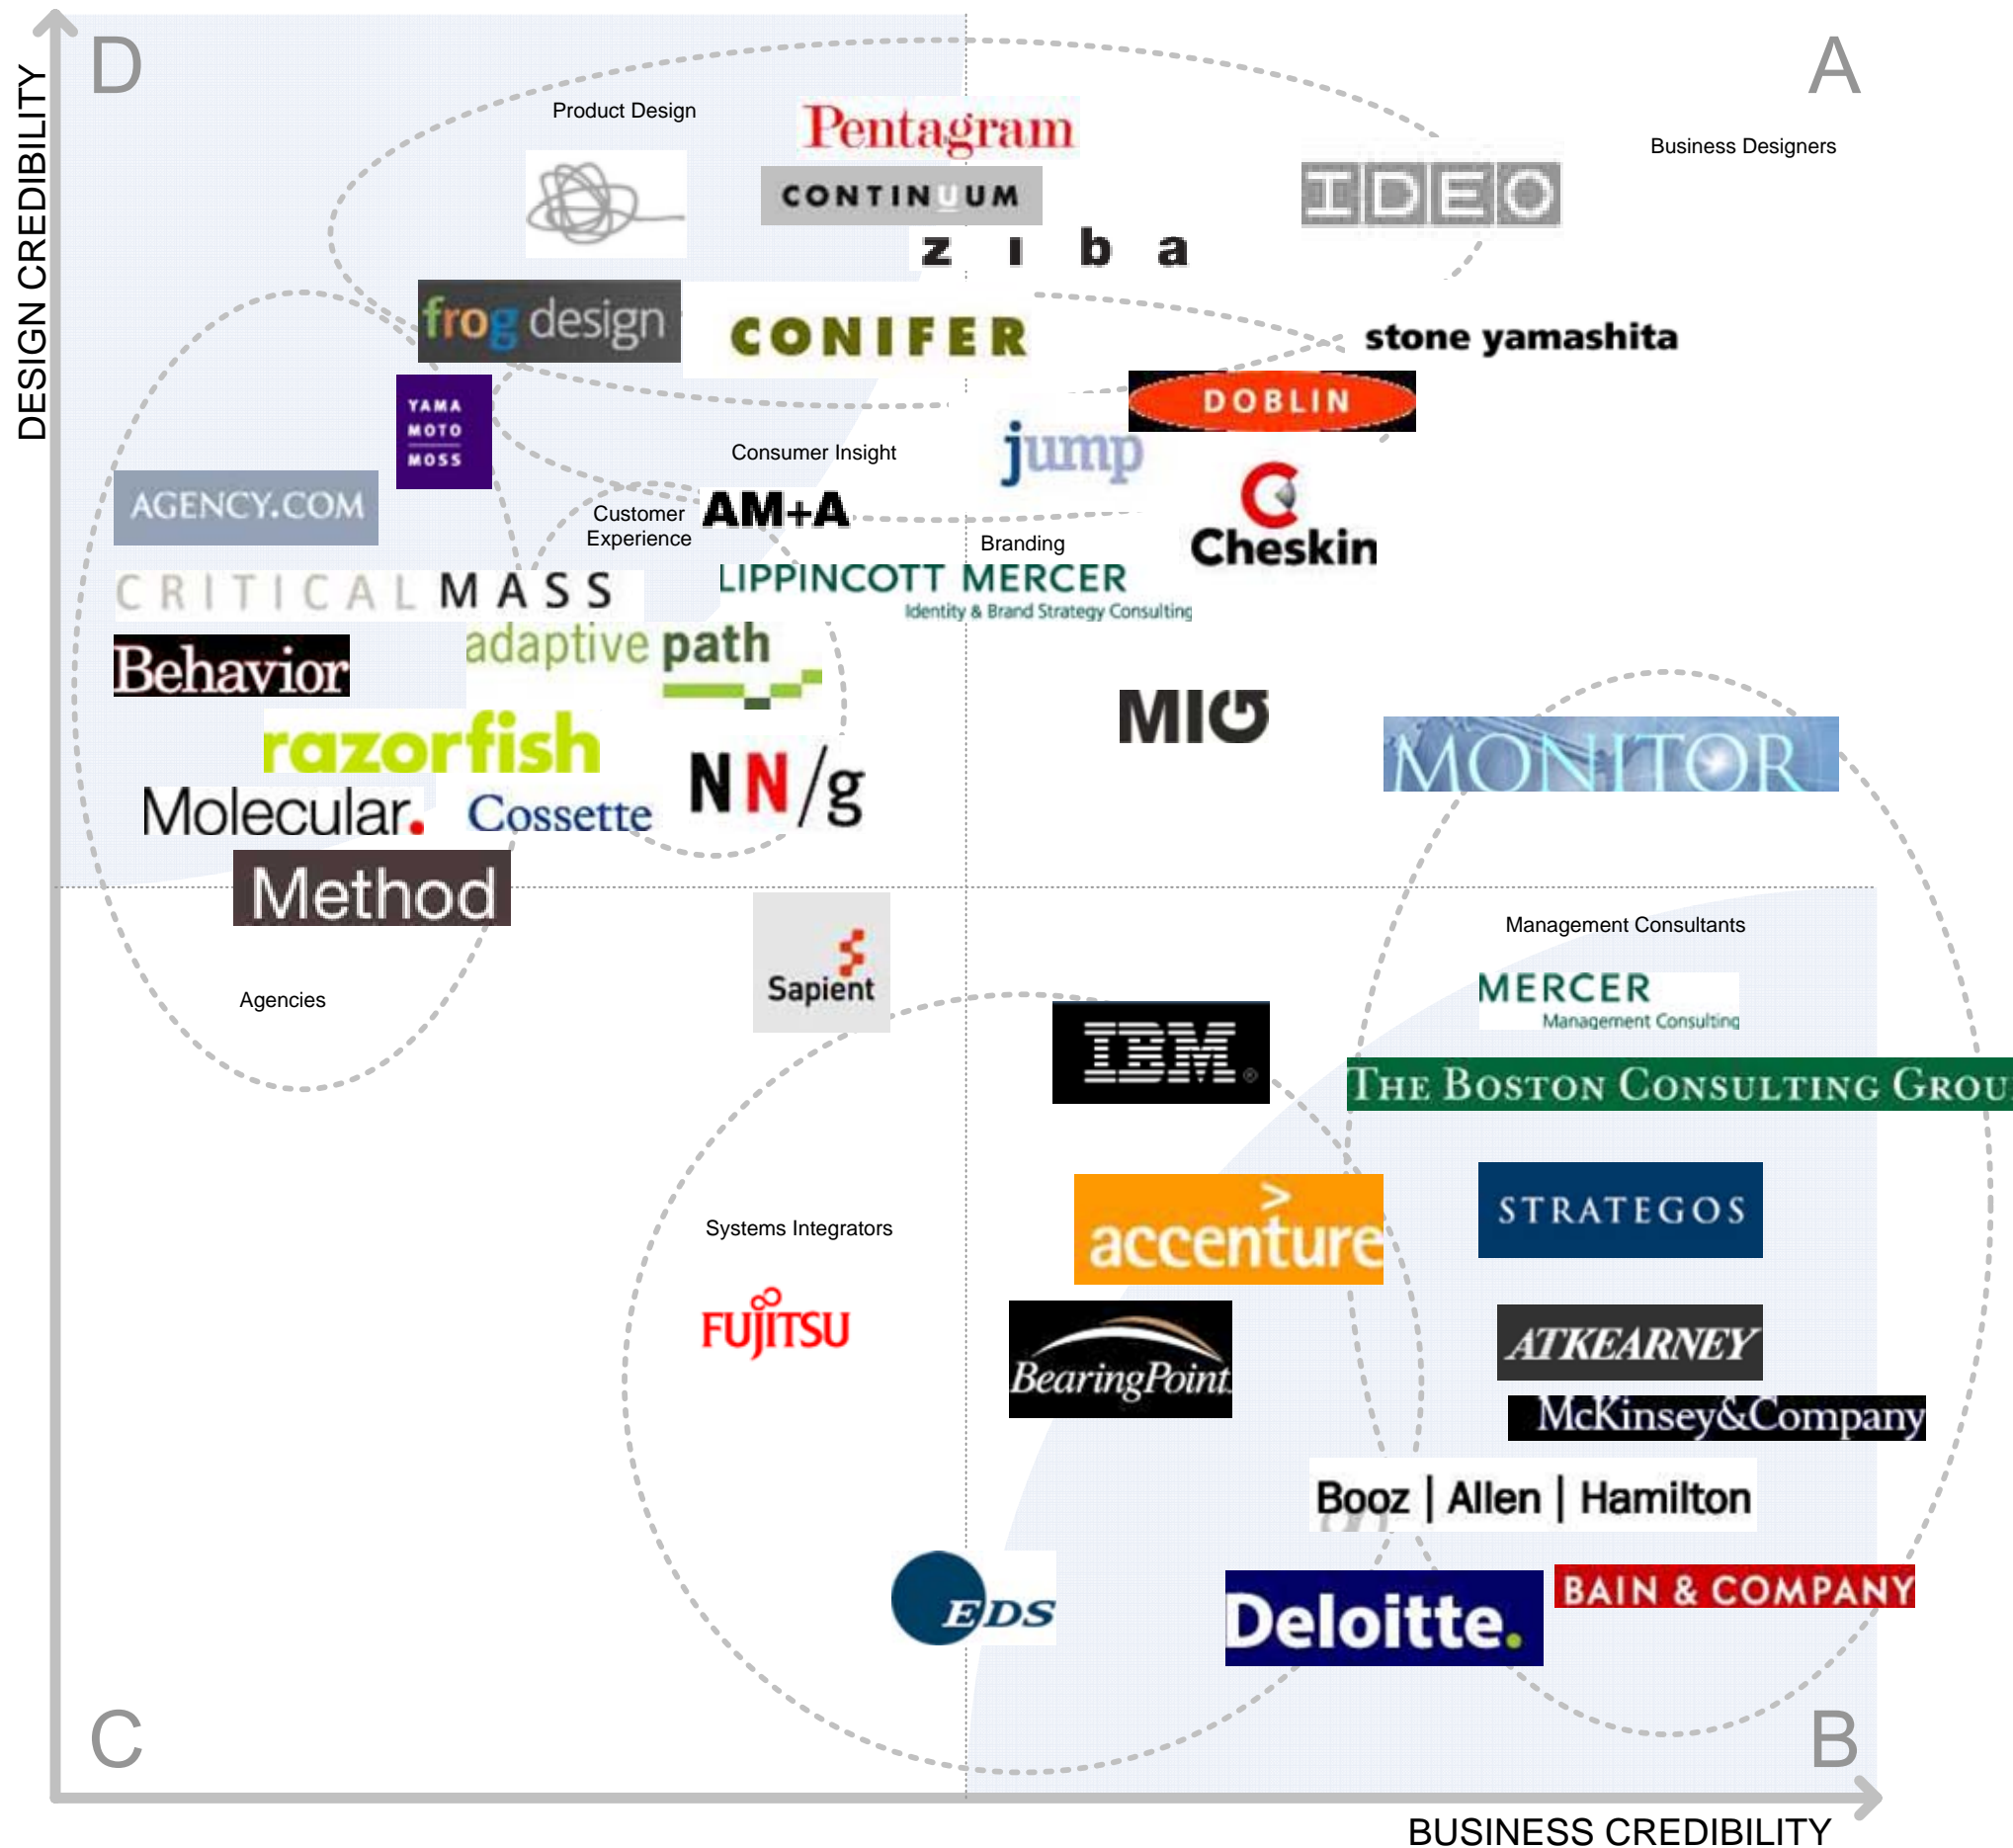 D
A
DESIGN CREDIBILITY
Product Design
Pentagram
Business Designers
CONTINUUM
IDEO
ziba
frog design
CONIFER
stone yamashita
DOBLIN
YAMA
MOTO
MOSS
jump
Consumer Insight
AGENCY.COM
AM+A
Customer
Experience
Cheskin
Branding
CRITICALMASS
LIPPINCOTT MERCER
Identity & Brand Strategy Consulting
Behavior
adaptive path
razorfish
MIG
MONITOR
NN/g
Molecular.
Cossette
Method
Management Consultants
Sapient
MERCER
Management Consulting
Agencies
IBM®
THE BOSTON CONSULTING GROU
STRATEGOS
Systems Integrators
accenture
FUJITSU
ATKEARNEY
BearingPoint
McKinsey&Company
Booz | Allen | Hamilton
EDS
Deloitte.
BAIN & COMPANY
C
B
BUSINESS CREDIBILITY